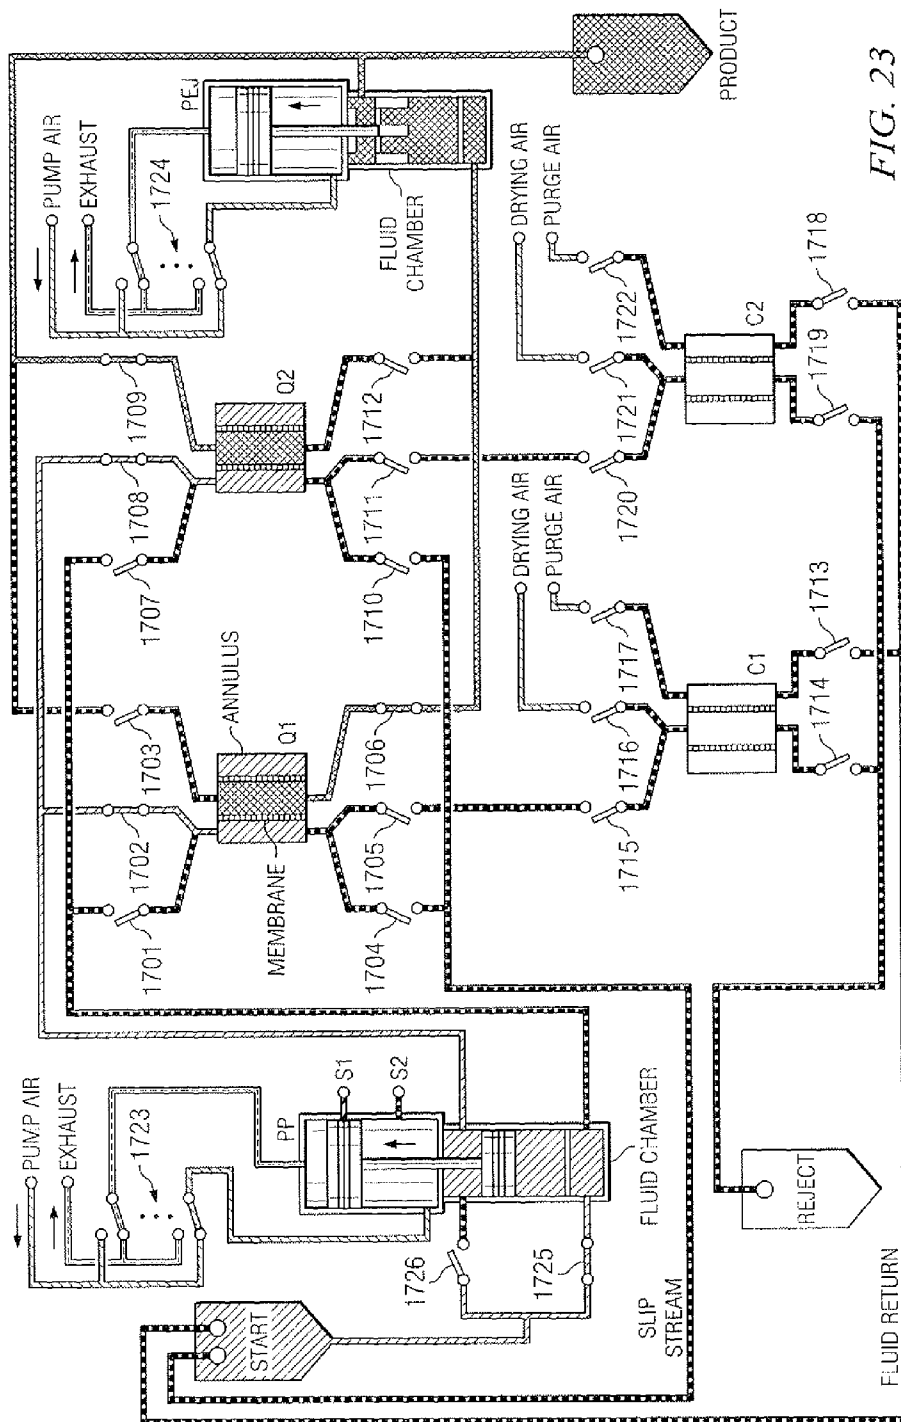 PUMP AIR
EXHAUST
1723
START
PP
S1
S2
1726
1725
FLUID CHAMBER
SLIP
STREAM
REJECT
FLUID RETURN
1701
1702
1703
ANNULUS
MEMBRANE
Q1
1704
1705
1706
1707
1708
1709
Q2
1710
1711
1712
PUMP AIR
EXHAUST
1724
PEJ
FLUID
CHAMBER
PRODUCT
DRYING AIR
PURGE AIR
1715
1716
1717
C1
1714
1713
DRYING AIR
PURGE AIR
1720
1721
1722
C2
1719
1718
FIG. 23